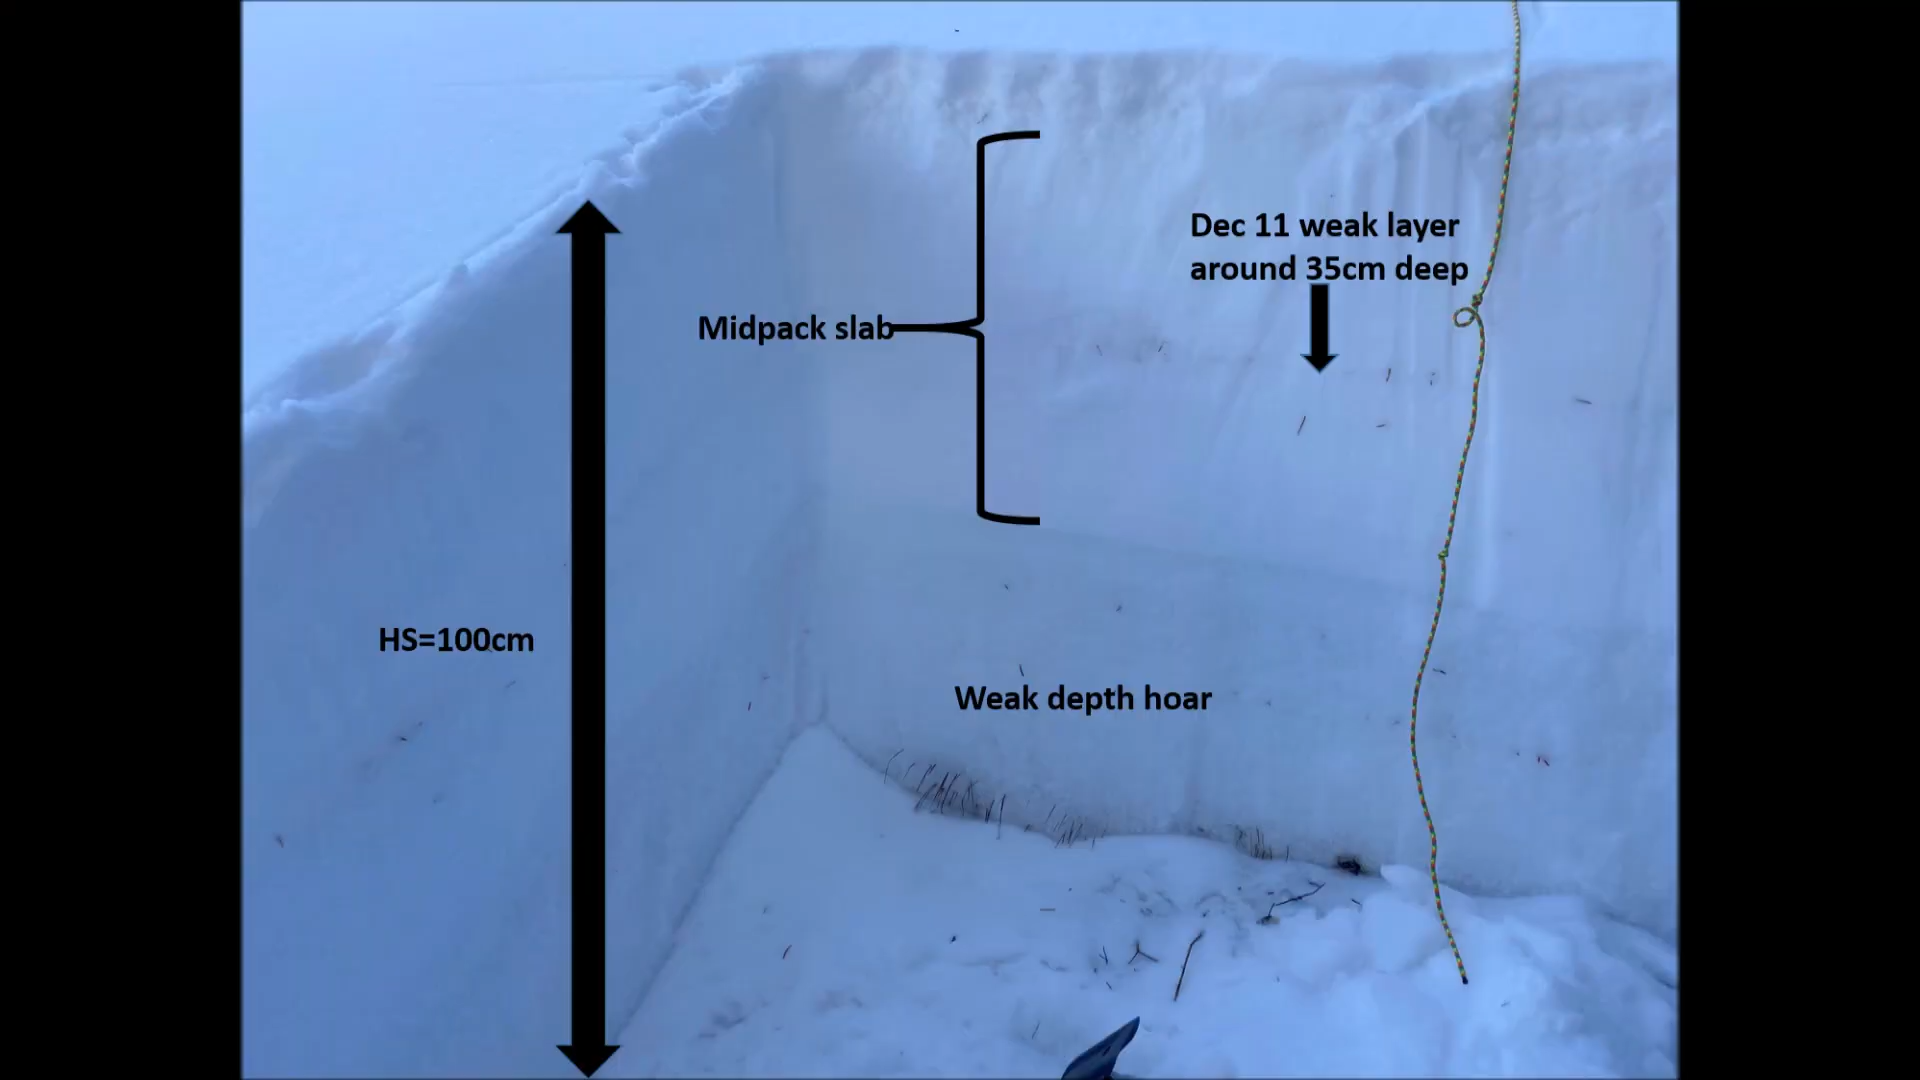 Dec 11 weak layer
around 35cm deep
Midpack slab
HS=100cm
Weak depth hoar